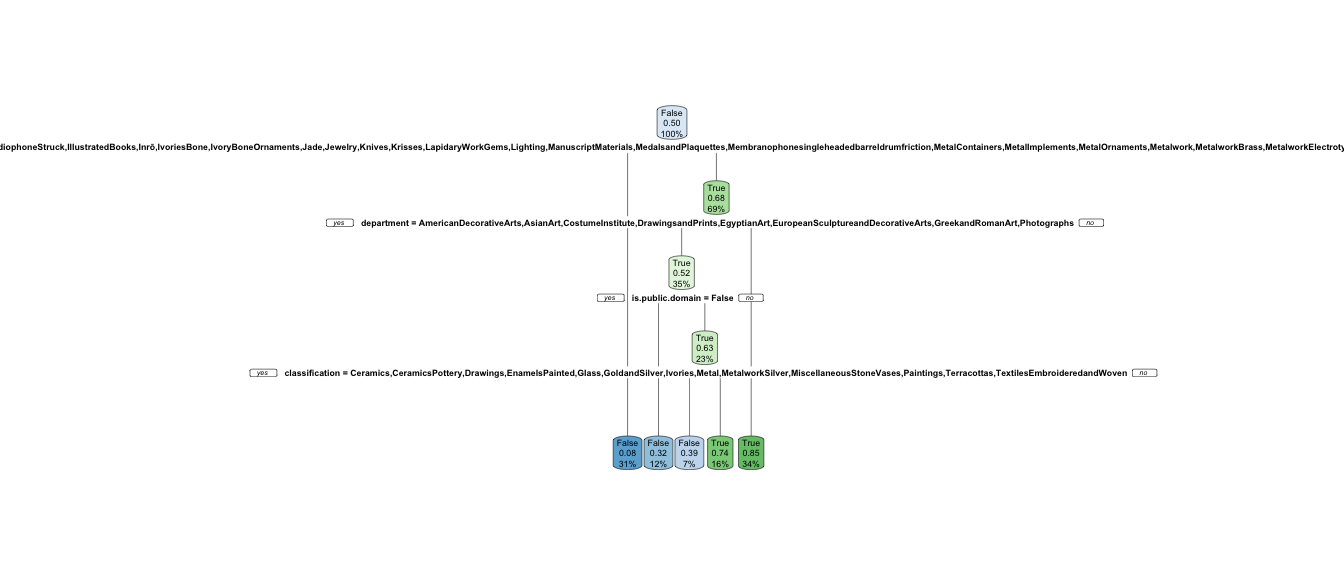 False
0.50
100%
diophoneStruck,IllustratedBooks,Inrō,IvoriesBone,IvoryBoneOrnaments,Jade,Jewelry,Knives,Krisses,LapidaryWorkGems,Lighting,ManuscriptMaterials,MedalsandPlaquettes,Membranophonesingleheadedbarreldrumfriction,MetalContainers,MetalImplements,MetalOrnaments,Metalwork,MetalworkBrass,MetalworkElectroty
True
0.68
69%
yes department = AmericanDecorativeArts,AsianArt,CostumeInstitute,DrawingsandPrints,EgyptianArt,EuropeanSculptureandDecorativeArts,GreekandRomanArt,Photographs no
True
0.52
35%
yes is.public.domain = False no
True
0.63
23%
yes classification = Ceramics,CeramicsPottery,Drawings,EnamelsPainted,Glass,GoldandSilver,Ivories,Metal,MetalworkSilver,MiscellaneousStoneVases,Paintings,Terracottas,TextilesEmbroideredandWoven no
False False False True True
0.08 0.32 0.39 0.74 0.85
31% 12% 7% 16% 34%